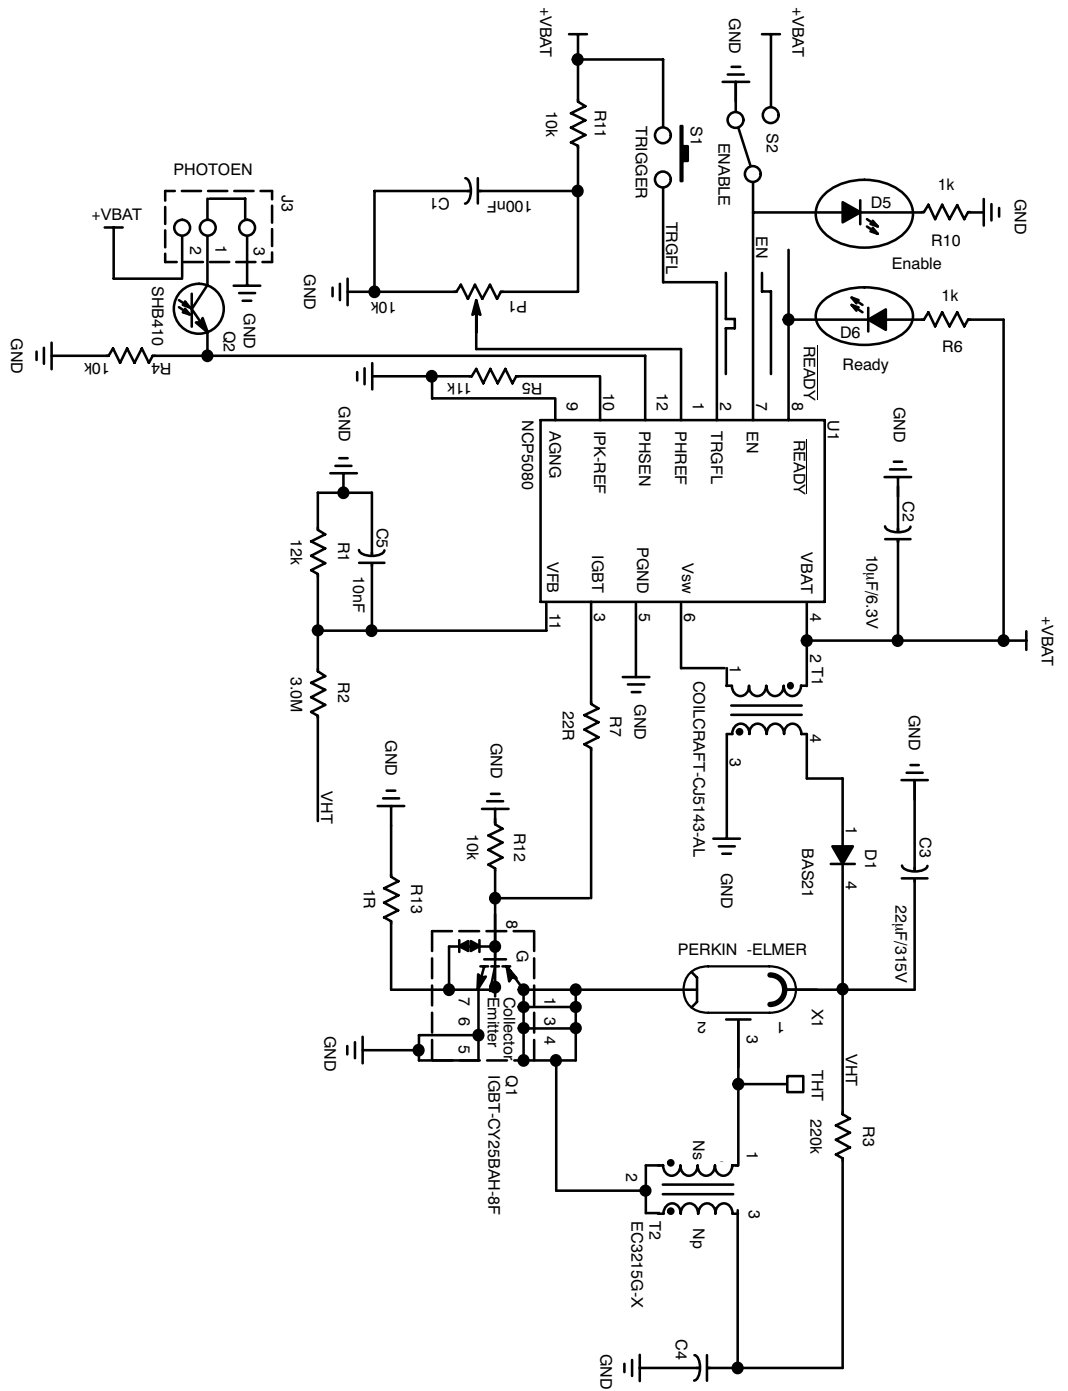 +VBAT
GND
S2
ENABLE
S1
TRIGGER
TRGFL
EN
+VBAT
R11
10k
C1
100nF
GND
10k
P1
PHOTOEN
J3
+VBAT
2
1
3
GND
SHB410
Q2
GND
10k
R4
1k
D5
R10
GND
Enable
1k
D6
R6
Ready
READY
11k
R5
9
10
12
1
2
7
8
U1
NCP5080
AGNG
IPK-REF
PHSEN
PHREF
TRGFL
EN
READY
VFB
IGBT
PGND
Vsw
VBAT
11
3
5
6
4
GND
C5
10nF
R1
12k
R2
3.0M
VHT
GND
C2
10µF/6.3V
+VBAT
2
T1
1
4
3
COILCRAFT-CJ5143-AL
GND
GND
R7
22R
GND
C3
22µF/315V
1
D1
4
BAS21
GND
R12
10k
GND
R13
1R
8
G
7
6
5
Collector
Emitter
1
3
4
Q1
IGBT-CY25BAH-8F
GND
PERKIN -ELMER
X1
1
2
3
VHT
THT
R3
220k
Ns
1
2
3
Np
T2
EC3215G-X
C4
GND